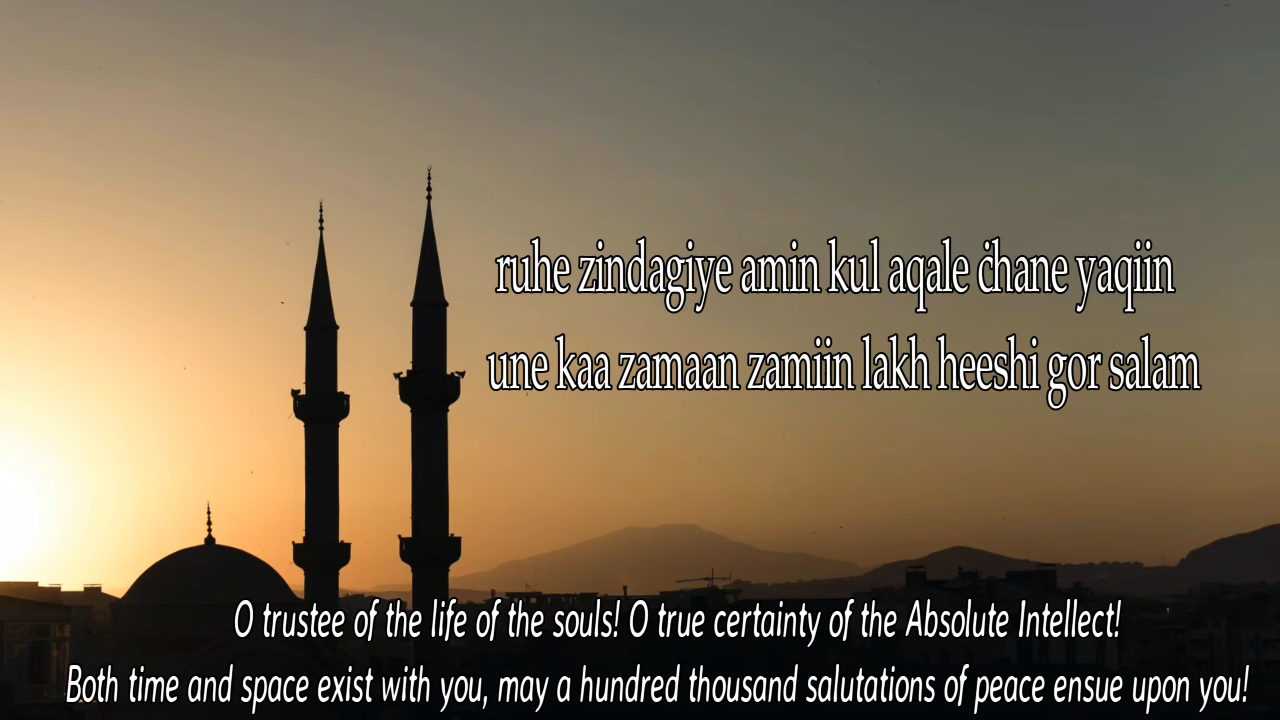 ruhe zindagiye amin kul aqale ċhane yaqiin
une kaa zamaan zamiin lakh heeshi gor salam
O trustee of the life of the souls! O true certainty of the Absolute Intellect!
Both time and space exist with you, may a hundred thousand salutations of peace ensue upon you!